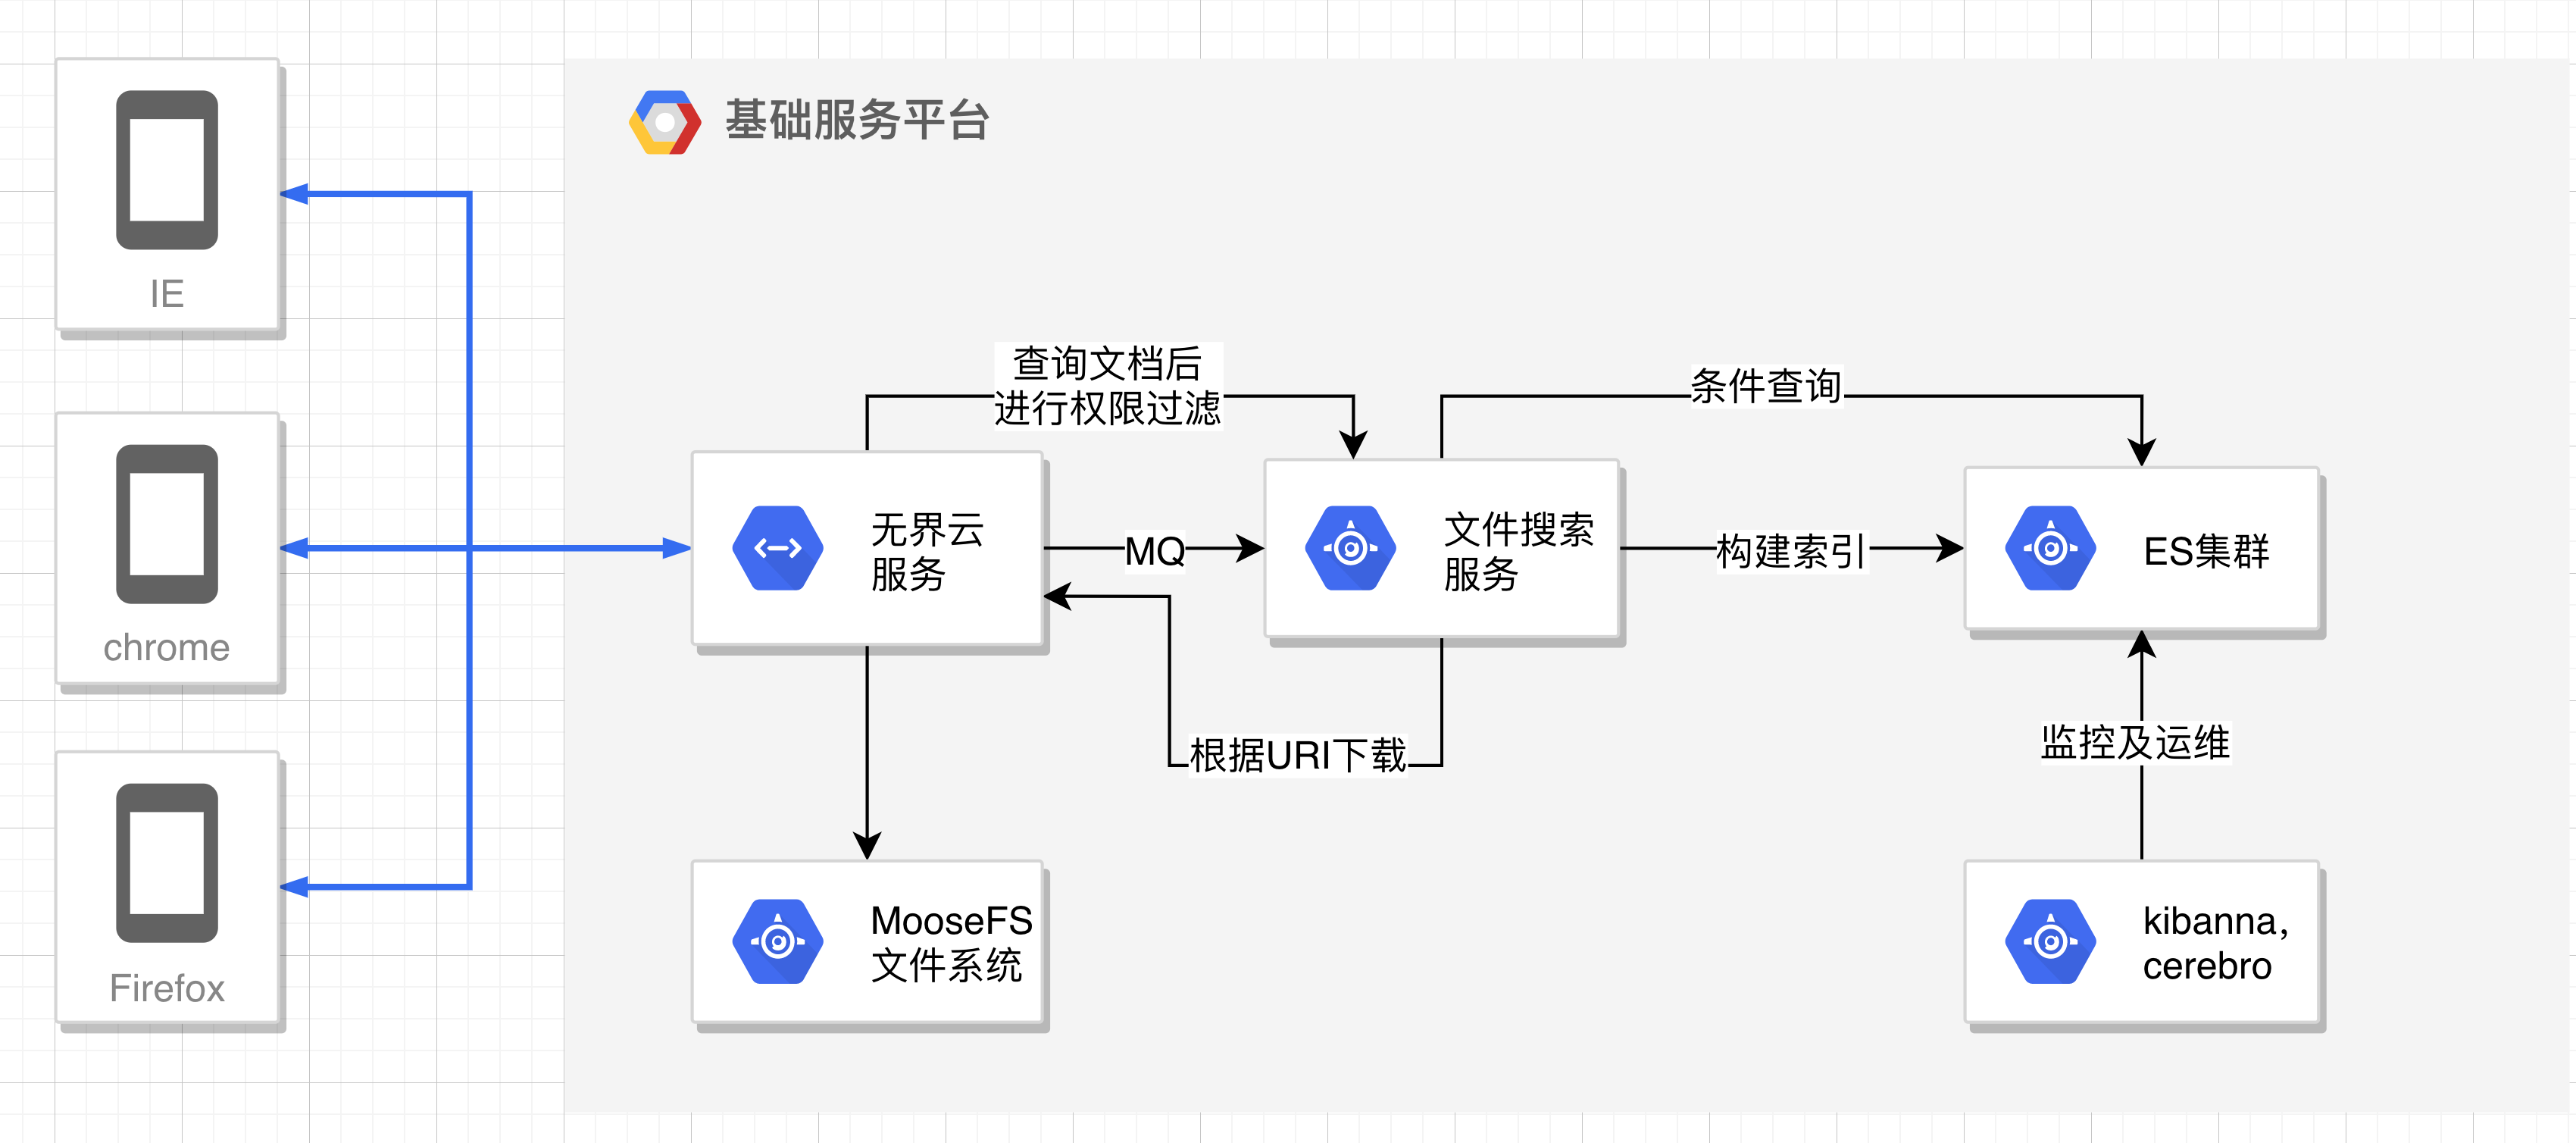 基础服务平台
IE
查询文档后
进行权限过滤
条件查询
无界云
服务
MQ
文件搜索
服务
构建索引
ES集群
chrome
根据URI下载
监控及运维
MooseFS
文件系统
kibanna,
cerebro
Firefox